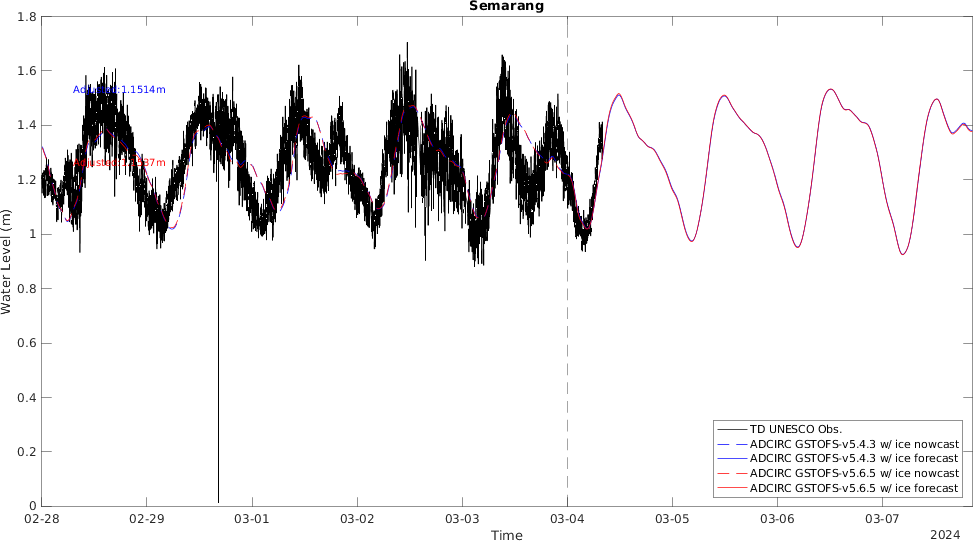 Semarang
1.8
1.6
1.4
1.2
1
0.8
0.6
0.4
0.2
0
Water Level (m)
Adjusted:1.1514m
02-28
02-29
03-01
03-02
03-03
03-04
03-05
03-06
03-07
Time
2024
TD UNESCO Obs.
ADCIRC GSTOFS-v5.4.3 w/ ice nowcast
ADCIRC GSTOFS-v5.4.3 w/ ice forecast
ADCIRC GSTOFS-v5.6.5 w/ ice nowcast
ADCIRC GSTOFS-v5.6.5 w/ ice forecast